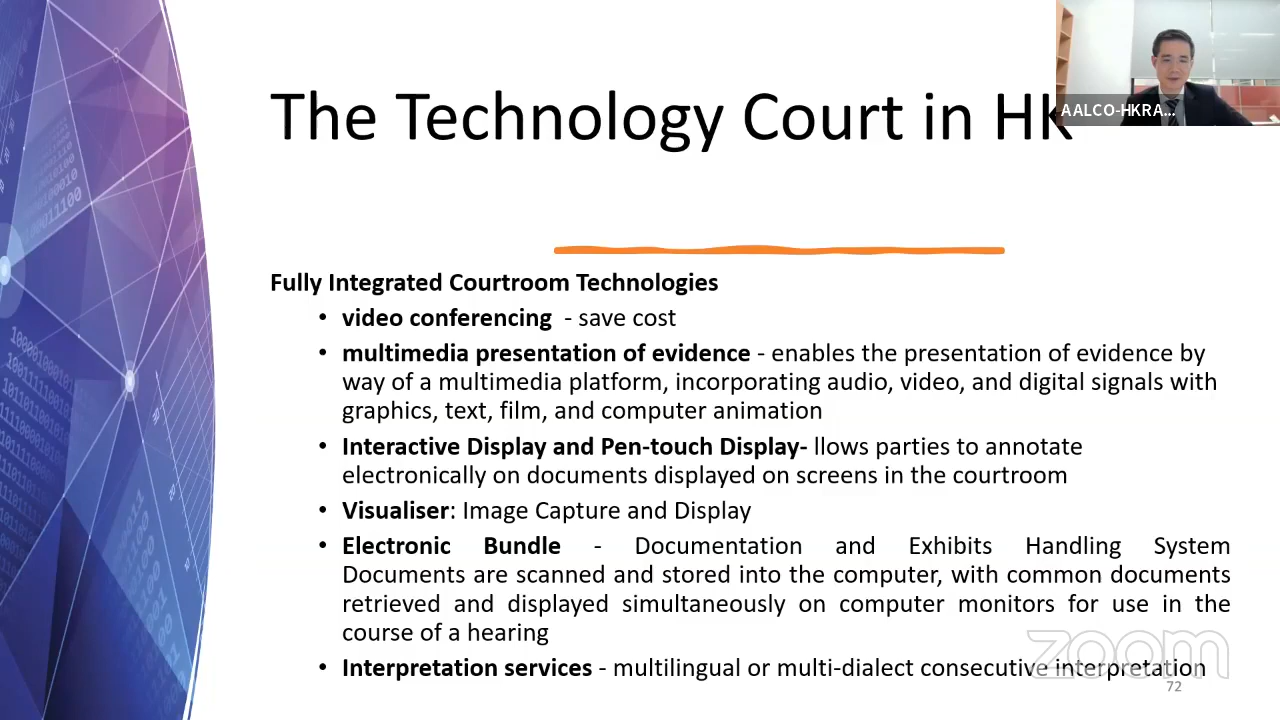 The Technology Court in HK
AALCO-HKRA...
Fully Integrated Courtroom Technologies
• video conferencing - save cost
• multimedia presentation of evidence - enables the presentation of evidence by
way of a multimedia platform, incorporating audio, video, and digital signals with
graphics, text, film, and computer animation
• Interactive Display and Pen-touch Display- llows parties to annotate
electronically on documents displayed on screens in the courtroom
• Visualiser: Image Capture and Display
• Electronic Bundle - Documentation and Exhibits Handling System
Documents are scanned and stored into the computer, with common documents
retrieved and displayed simultaneously on computer monitors for use in the
course of a hearing
• Interpretation services - multilingual or multi-dialect consecutive interpretation
zoom
72